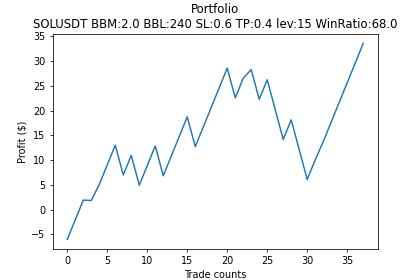 Portfolio
SOLUSDT BBM:2.0 BBL:240 SL:0.6 TP:0.4 lev:15 WinRatio:68.0
35
30
25
20
15
10
5
0
−5
Profit ($)
0 5 10 15 20 25 30 35
Trade counts